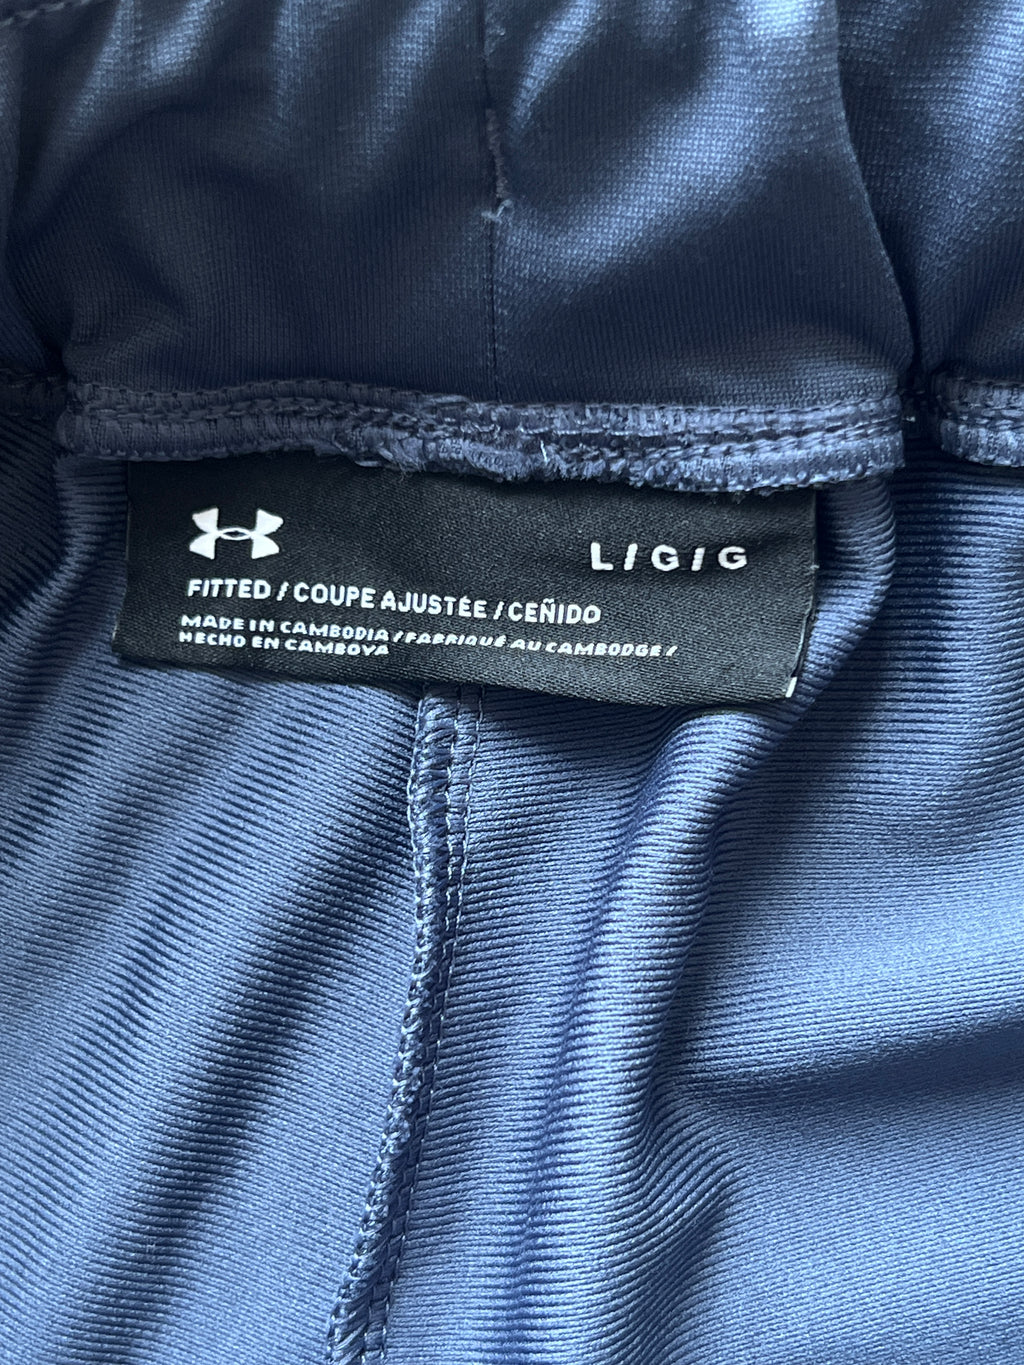 L/G/G
FITTED / COUPE AJUSTÉE / CEÑIDO
MADE IN CAMBODIA / FABRIQUÉ AU CAMBODGE /
HECHO EN CAMBOYA